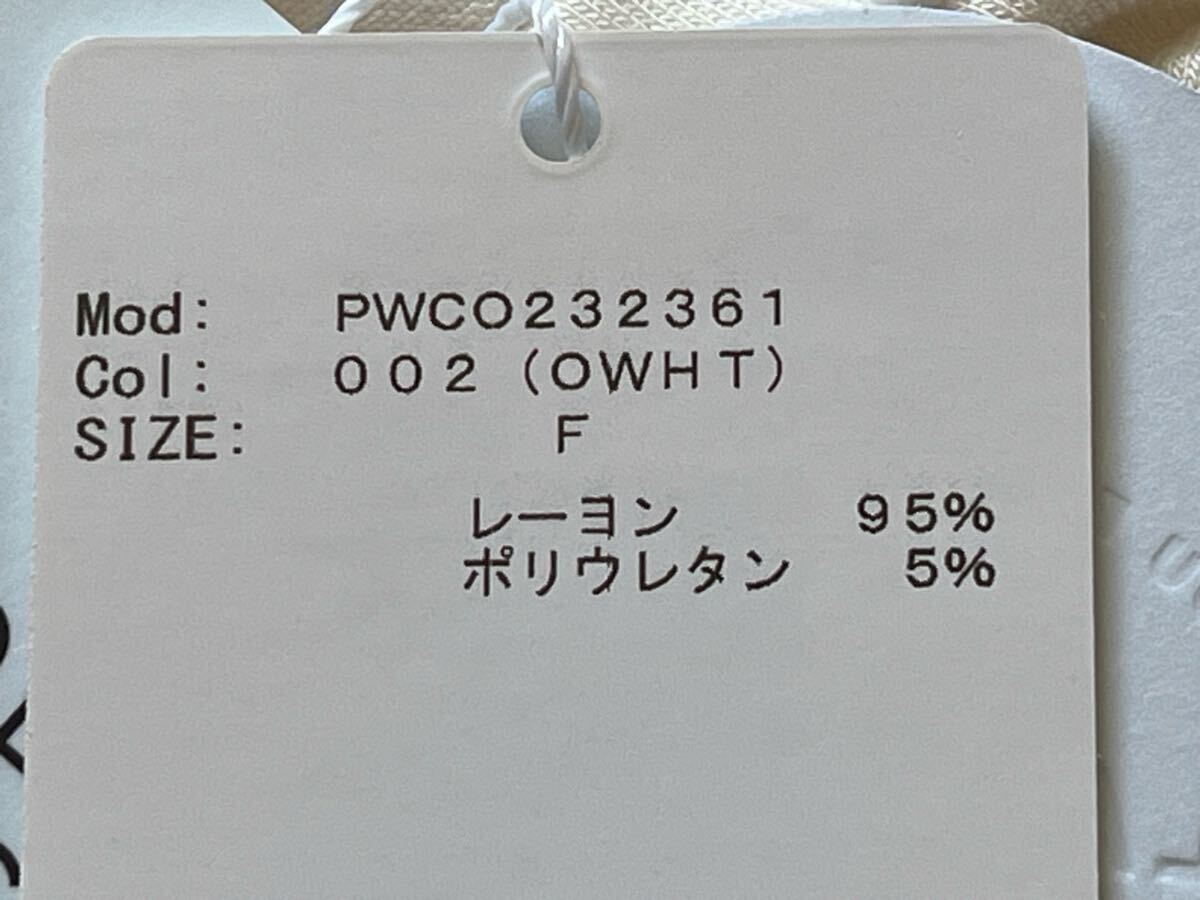 Mod: PWCO232361
Col: 002 (OWHT)
SIZE: F
レーヨン 95%
ポリウレタン 5%